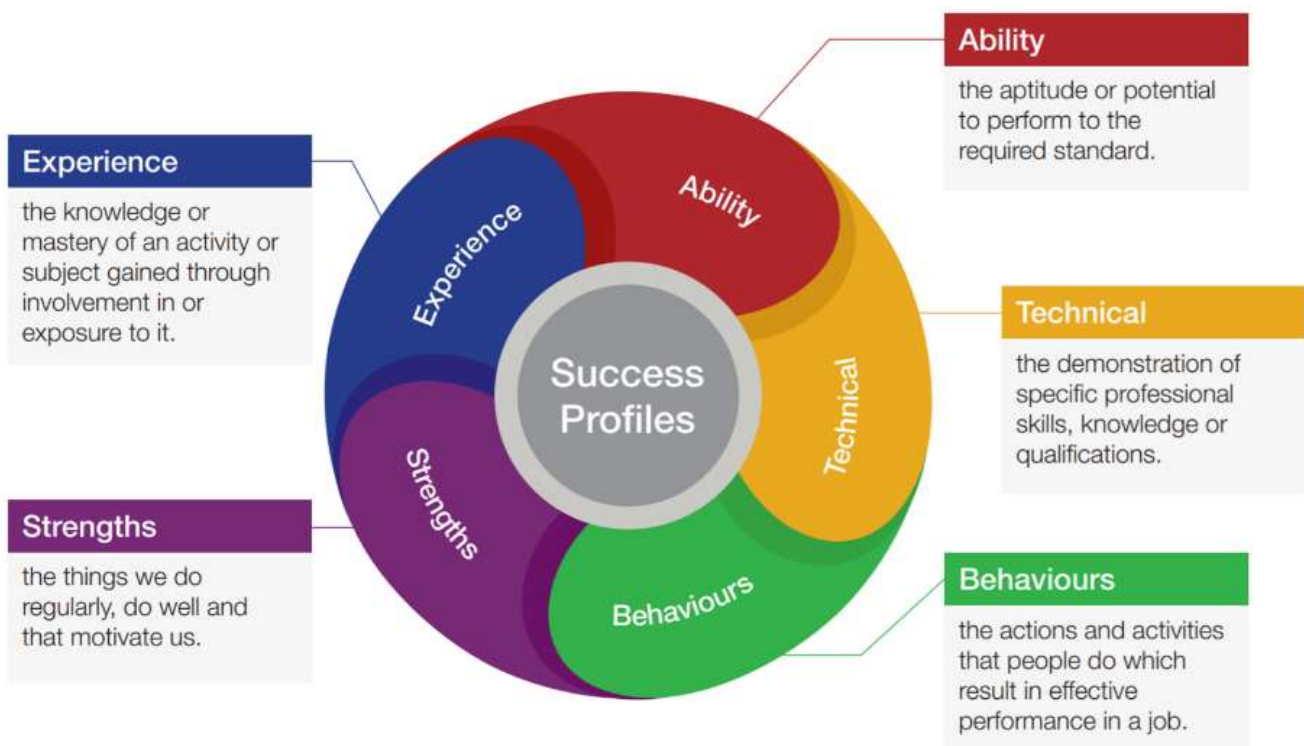 Ability
the aptitude or potential
to perform to the
required standard.
Experience
the knowledge or
mastery of an activity or
subject gained through
involvement in or
exposure to it.
Ability
Experience
Technical
the demonstration of
specific professional
skills, knowledge or
qualifications.
Success
Profiles
Technical
Strengths
Strengths
the things we do
regularly, do well and
that motivate us.
Behaviours
Behaviours
the actions and activities
that people do which
result in effective
performance in a job.